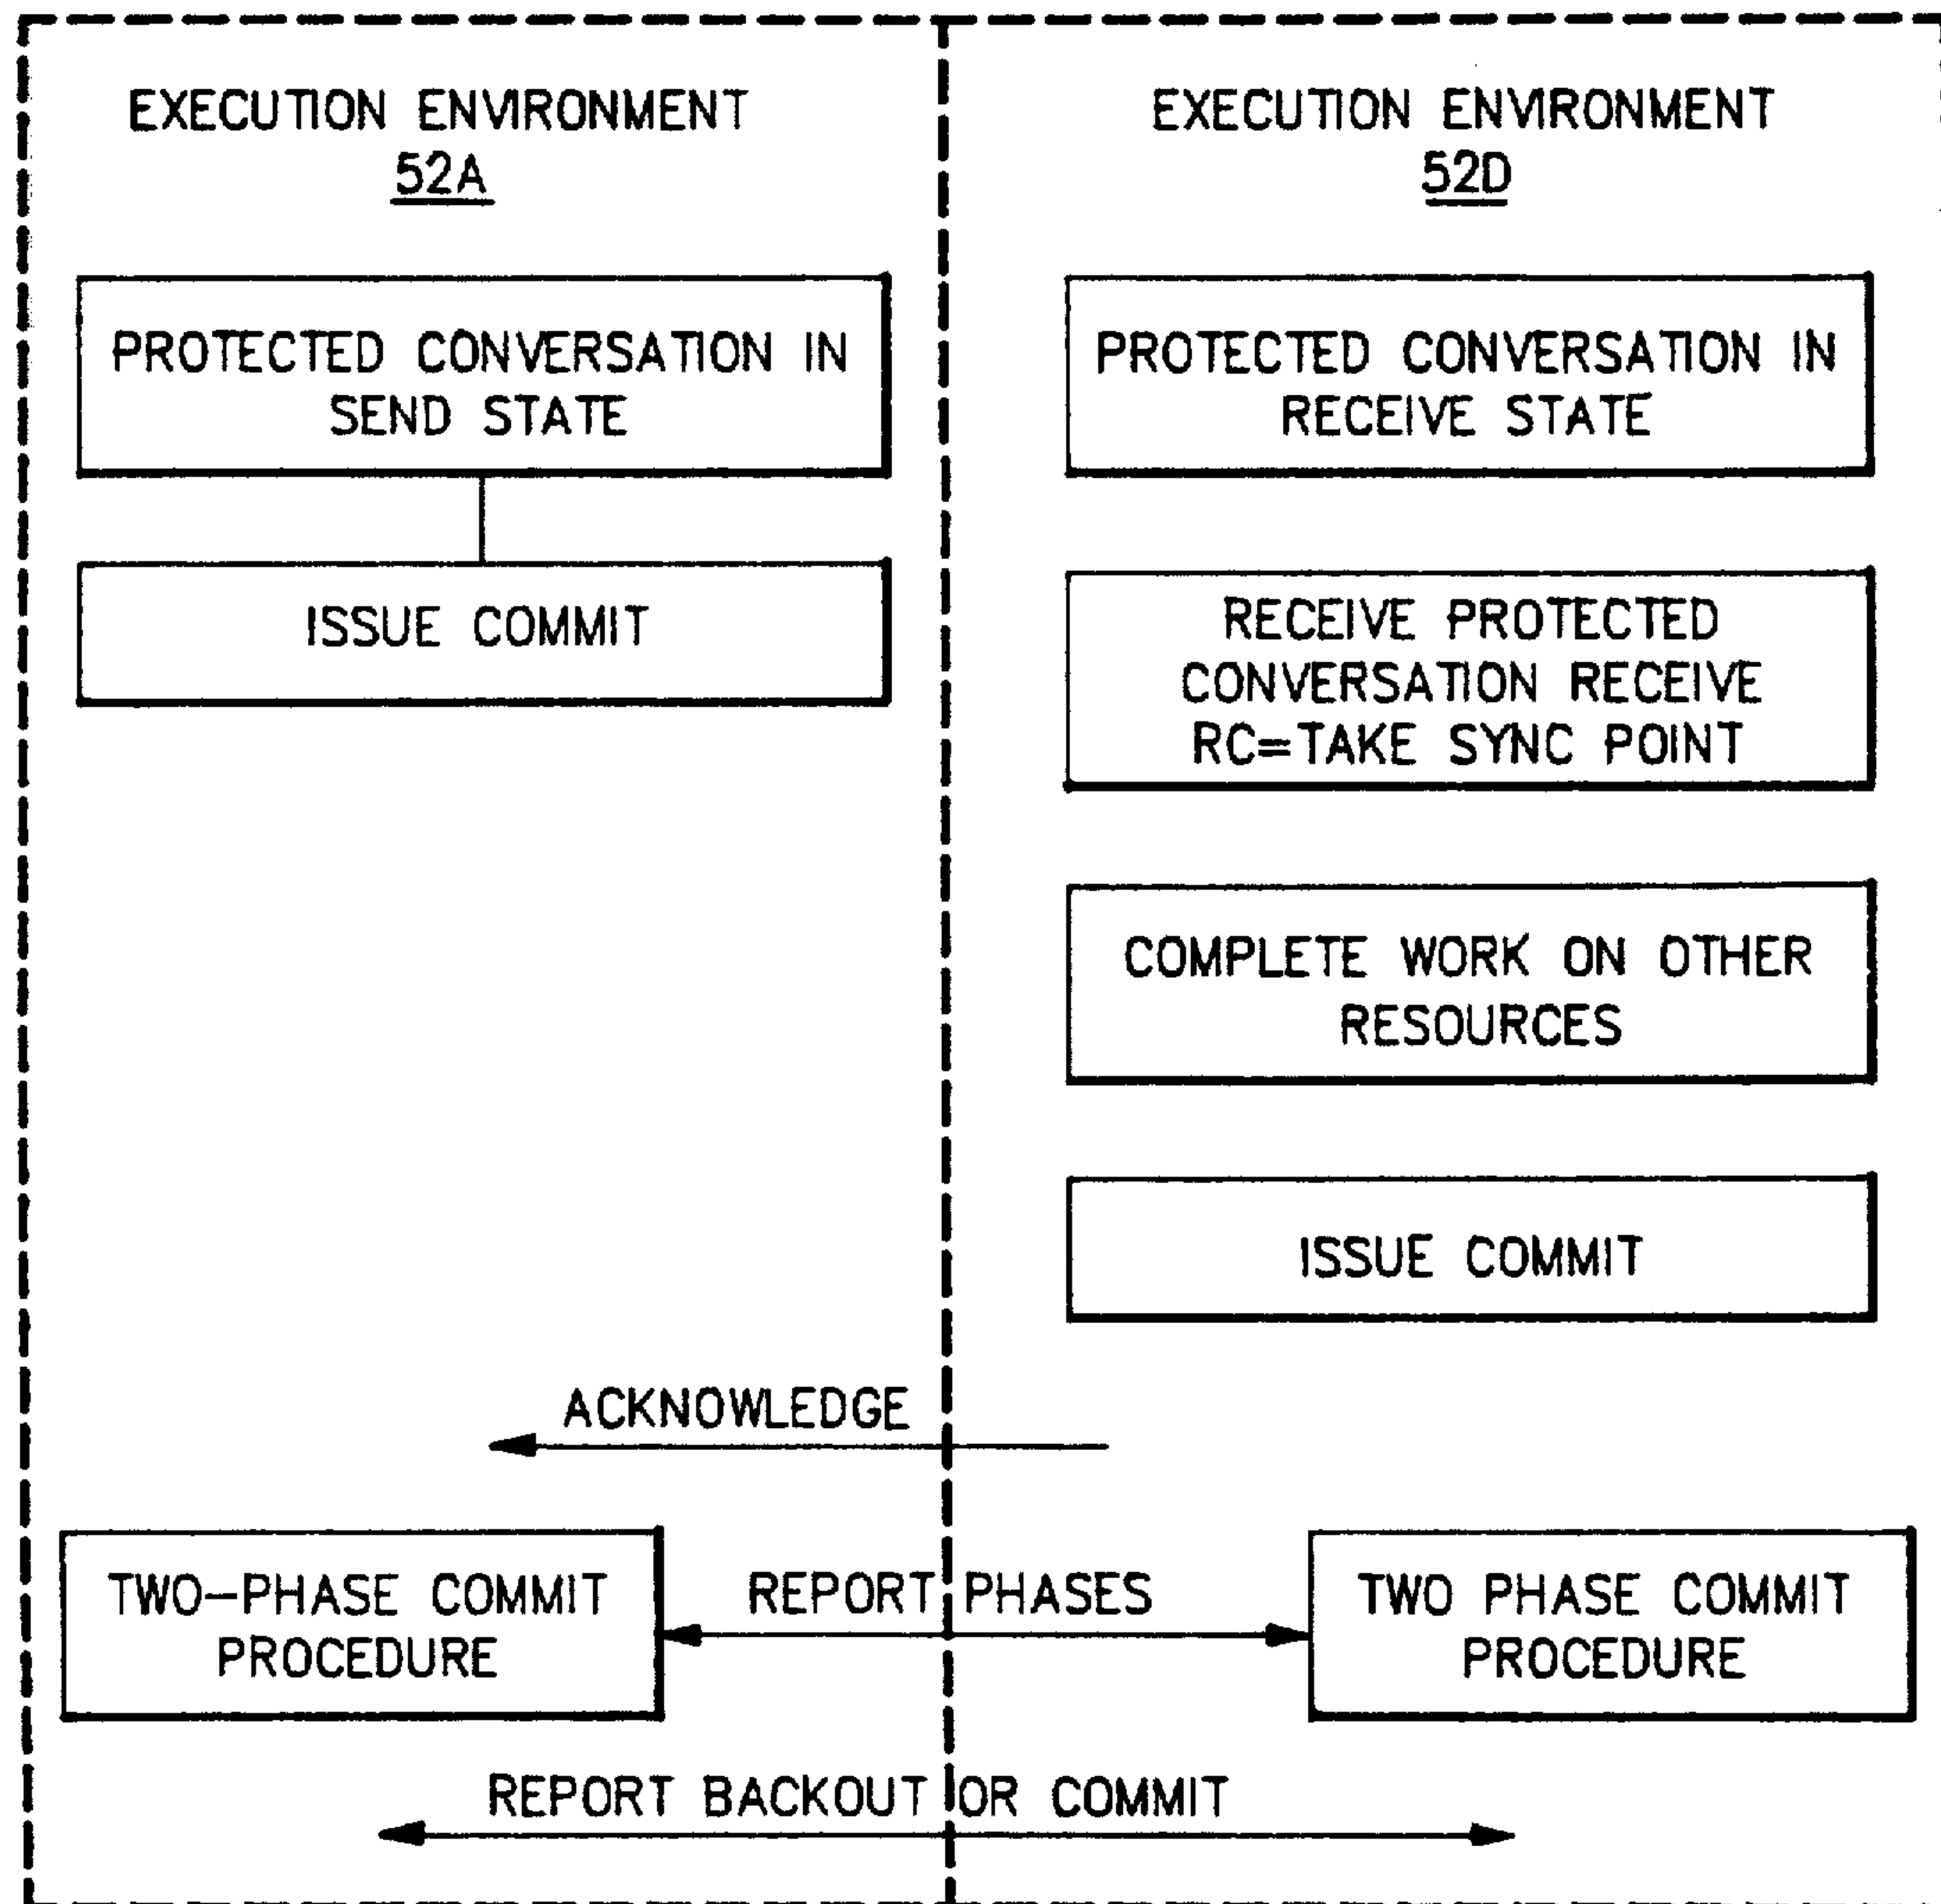 EXECUTION ENVIRONMENT
52A
PROTECTED CONVERSATION IN
SEND STATE
ISSUE COMMIT
EXECUTION ENVIRONMENT
52D
PROTECTED CONVERSATION IN
RECEIVE STATE
RECEIVE PROTECTED
CONVERSATION RECEIVE
RC=TAKE SYNC POINT
COMPLETE WORK ON OTHER
RESOURCES
ISSUE COMMIT
ACKNOWLEDGE
TWO-PHASE COMMIT
PROCEDURE
REPORT PHASES
TWO PHASE COMMIT
PROCEDURE
REPORT BACKOUT OR COMMIT